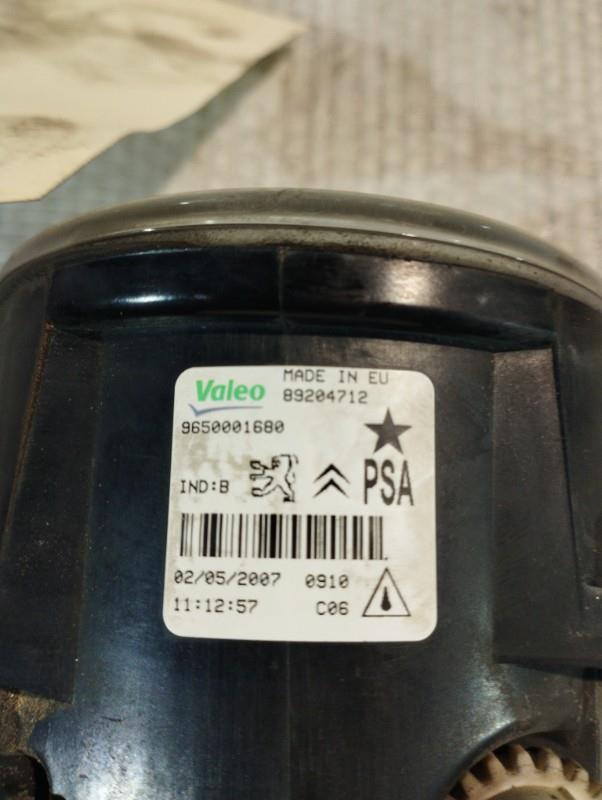 Valeo MADE IN EU
89204712
9650001680
IND:B PSA
02/05/2007 0910
11:12:57 C06